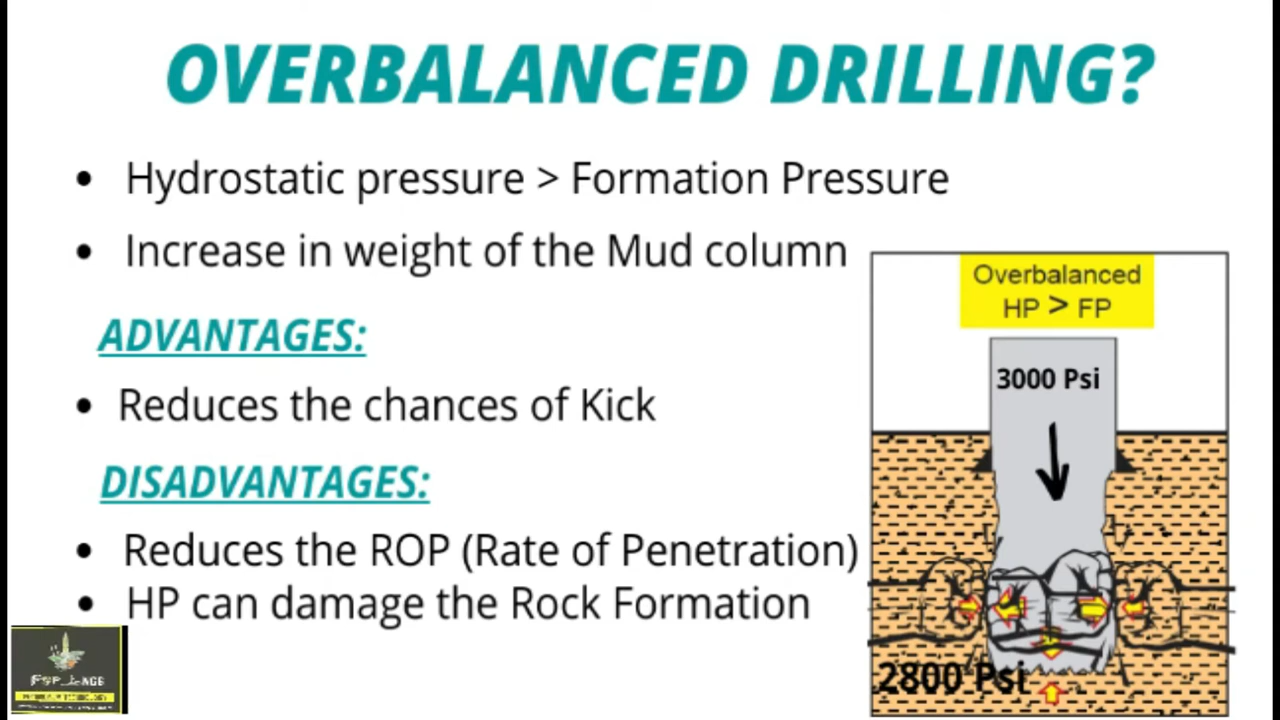 OVERBALANCED DRILLING?
• Hydrostatic pressure > Formation Pressure
• Increase in weight of the Mud column
ADVANTAGES:
• Reduces the chances of Kick
DISADVANTAGES:
• Reduces the ROP (Rate of Penetration)
• HP can damage the Rock Formation
Overbalanced
HP > FP
3000 Psi
2800 Psi